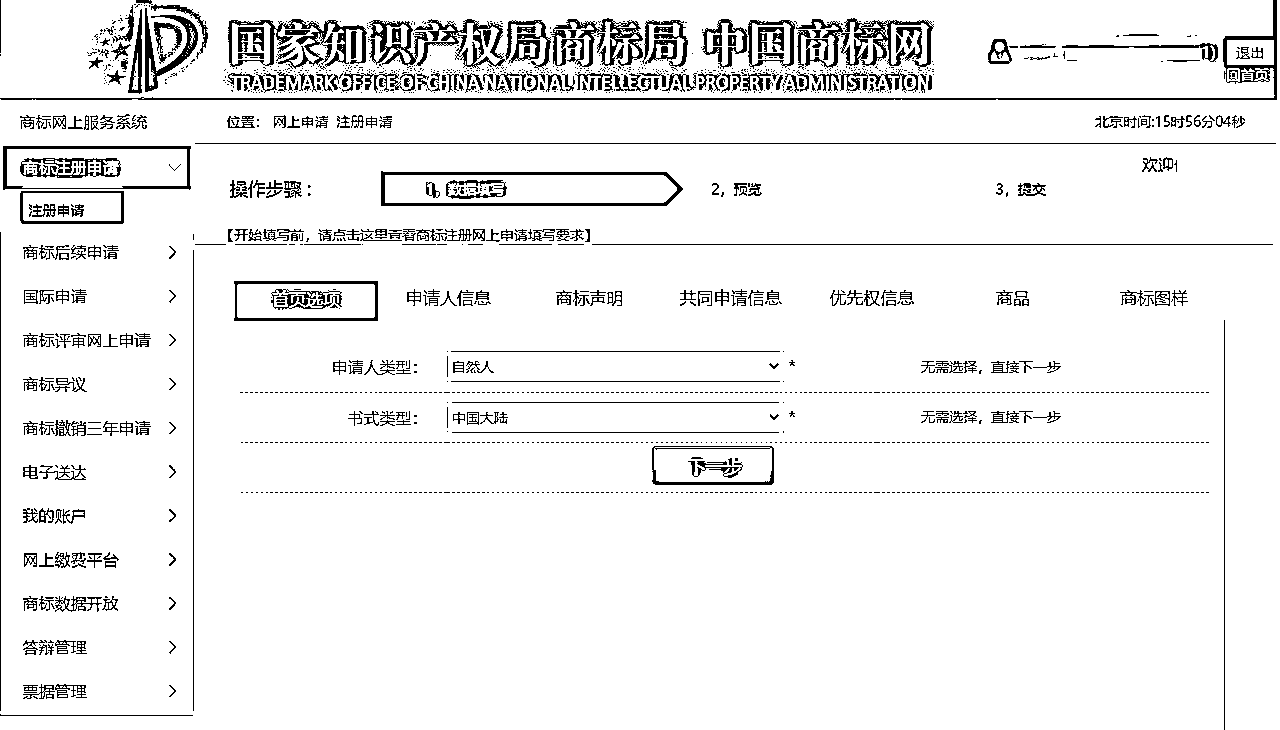 国家知识产权局商标局 中国商标网
TRADEMARK OFFICE OF CHINA NATIONAL INTELLECTUAL PROPERTY ADMINISTRATION
退出
回首页
商标网上服务系统
位置: 网上申请 注册申请
北京时间:15时56分04秒
商标注册申请
注册申请
商标后续申请
国际申请
商标评审网上申请
商标异议
商标撤销三年申请
电子送达
我的账户
网上缴费平台
商标数据开放
答辩管理
票据管理
欢迎
操作步骤:
1, 数据填写
2, 预览
3, 提交
【开始填写前,请点击这里查看商标注册网上申请填写要求】
首页选项
申请人信息
商标声明
共同申请信息
优先权信息
商品
商标图样
申请人类型: 自然人 * 无需选择,直接下一步
书式类型: 中国大陆 * 无需选择,直接下一步
下一步